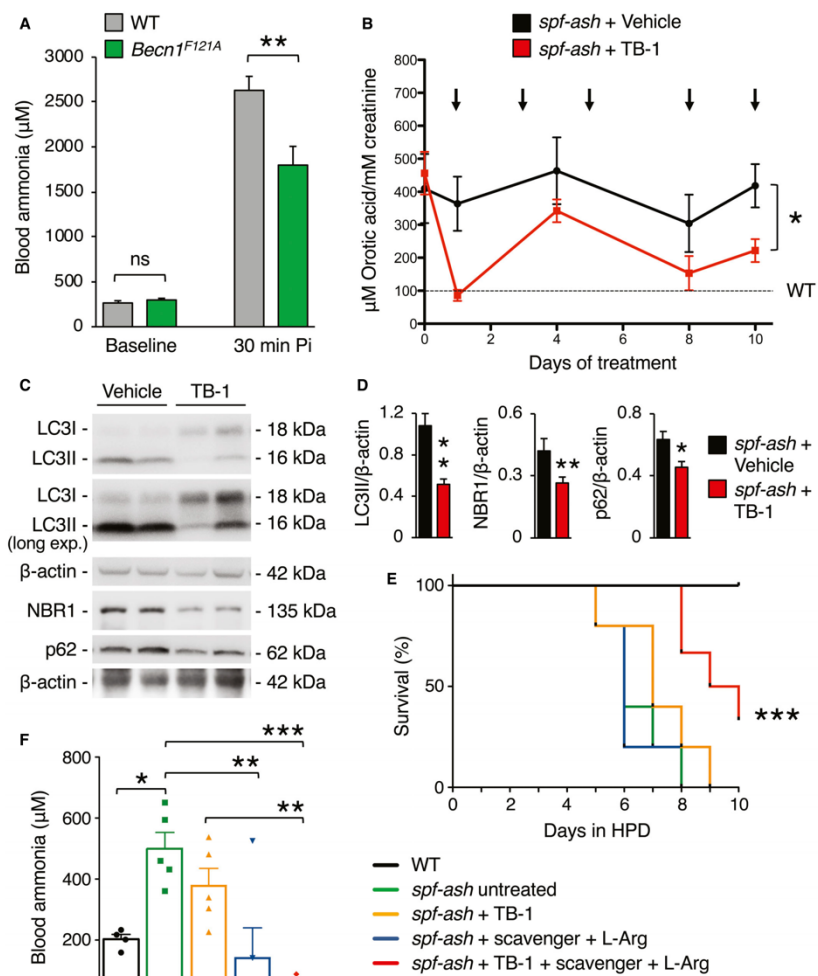 A
WT
Becn1F121A
Blood ammonia (μM)
3000
2500
2000
1500
1000
500
0
**
ns
Baseline
30 min Pi
B
spf-ash + Vehicle
spf-ash + TB-1
μM Orotic acid/mM creatinine
800
700
600
500
400
300
200
100
0
*
WT
0
2
4
6
8
10
Days of treatment
C
Vehicle
TB-1
LC3I - - 18 kDa
LC3II - - 16 kDa
LC3I - - 18 kDa
LC3II - - 16 kDa
(long exp.)
β-actin - - 42 kDa
NBR1 - - 135 kDa
p62 - - 62 kDa
β-actin - - 42 kDa
D
LC3II/β-actin
1.2
0.8
0.4
0
*
*
NBR1/β-actin
0.6
0.3
0
**
p62/β-actin
0.8
0.4
0
*
spf-ash +
Vehicle
spf-ash +
TB-1
E
Survival (%)
100
50
0
***
0
2
4
6
8
10
Days in HPD
WT
spf-ash untreated
spf-ash + TB-1
spf-ash + scavenger + L-Arg
spf-ash + TB-1 + scavenger + L-Arg
F
Blood ammonia (μM)
800
600
400
200
***
**
*
**